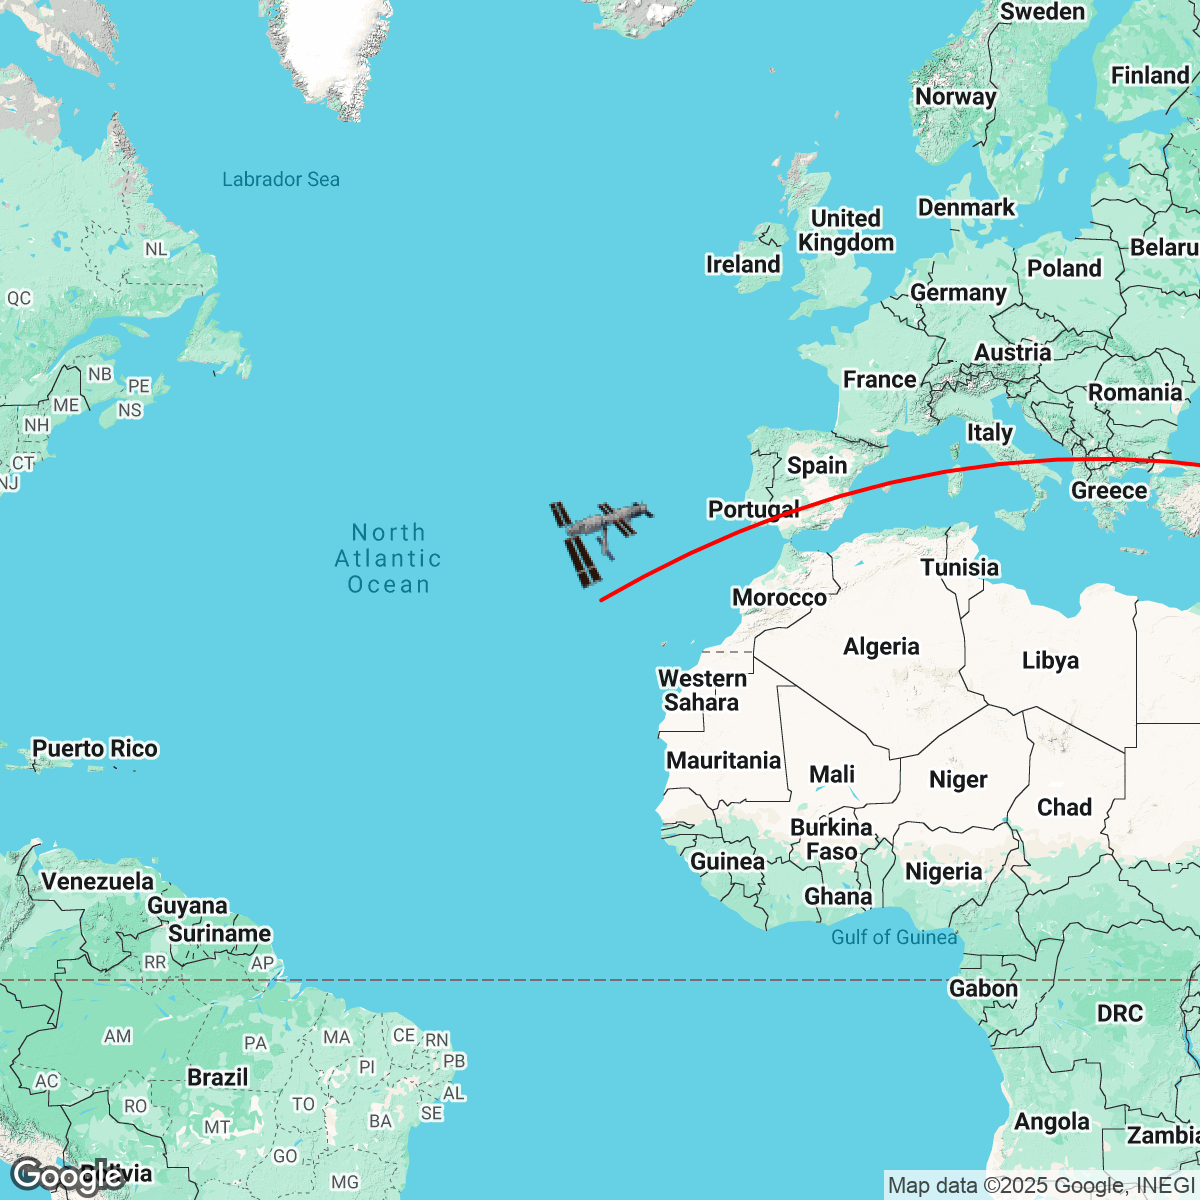 Sweden
Finland
Norway
Labrador Sea
Denmark
United
Kingdom
NL
Belaru
Ireland
Poland
QC
Germany
Austria
NB
France
PE
Romania
ME
NS
NH
Italy
CT
Spain
NJ
Greece
Portugal
North
Atlantic
Ocean
Tunisia
Morocco
Algeria
Libya
Western
Sahara
Puerto Rico
Mauritania
Mali
Niger
Chad
Burkina
Faso
Guinea
Nigeria
Venezuela
Ghana
Guyana
Suriname
Gulf of Guinea
RR
AP
Gabon
DRC
AM
MA
CE
RN
PA
PB
PI
Brazil
AC
AL
RO
TO
SE
MT
BA
Angola
Zambia
GO
Bolivia
MG
Google
Map data ©2025 Google, INEGI